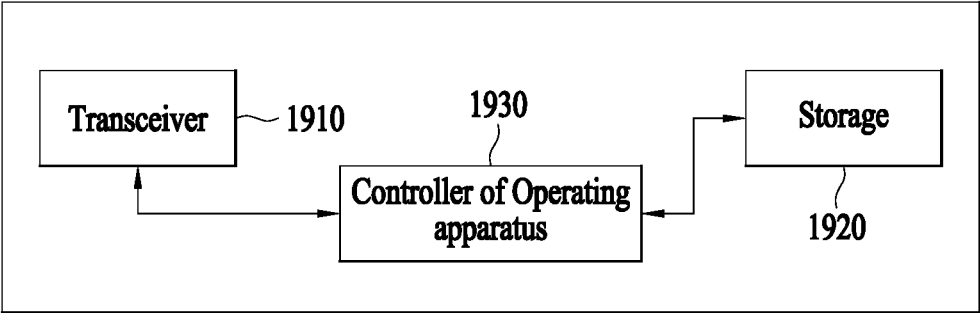 Transceiver
1910
1930
Storage
Controller of Operating
apparatus
1920